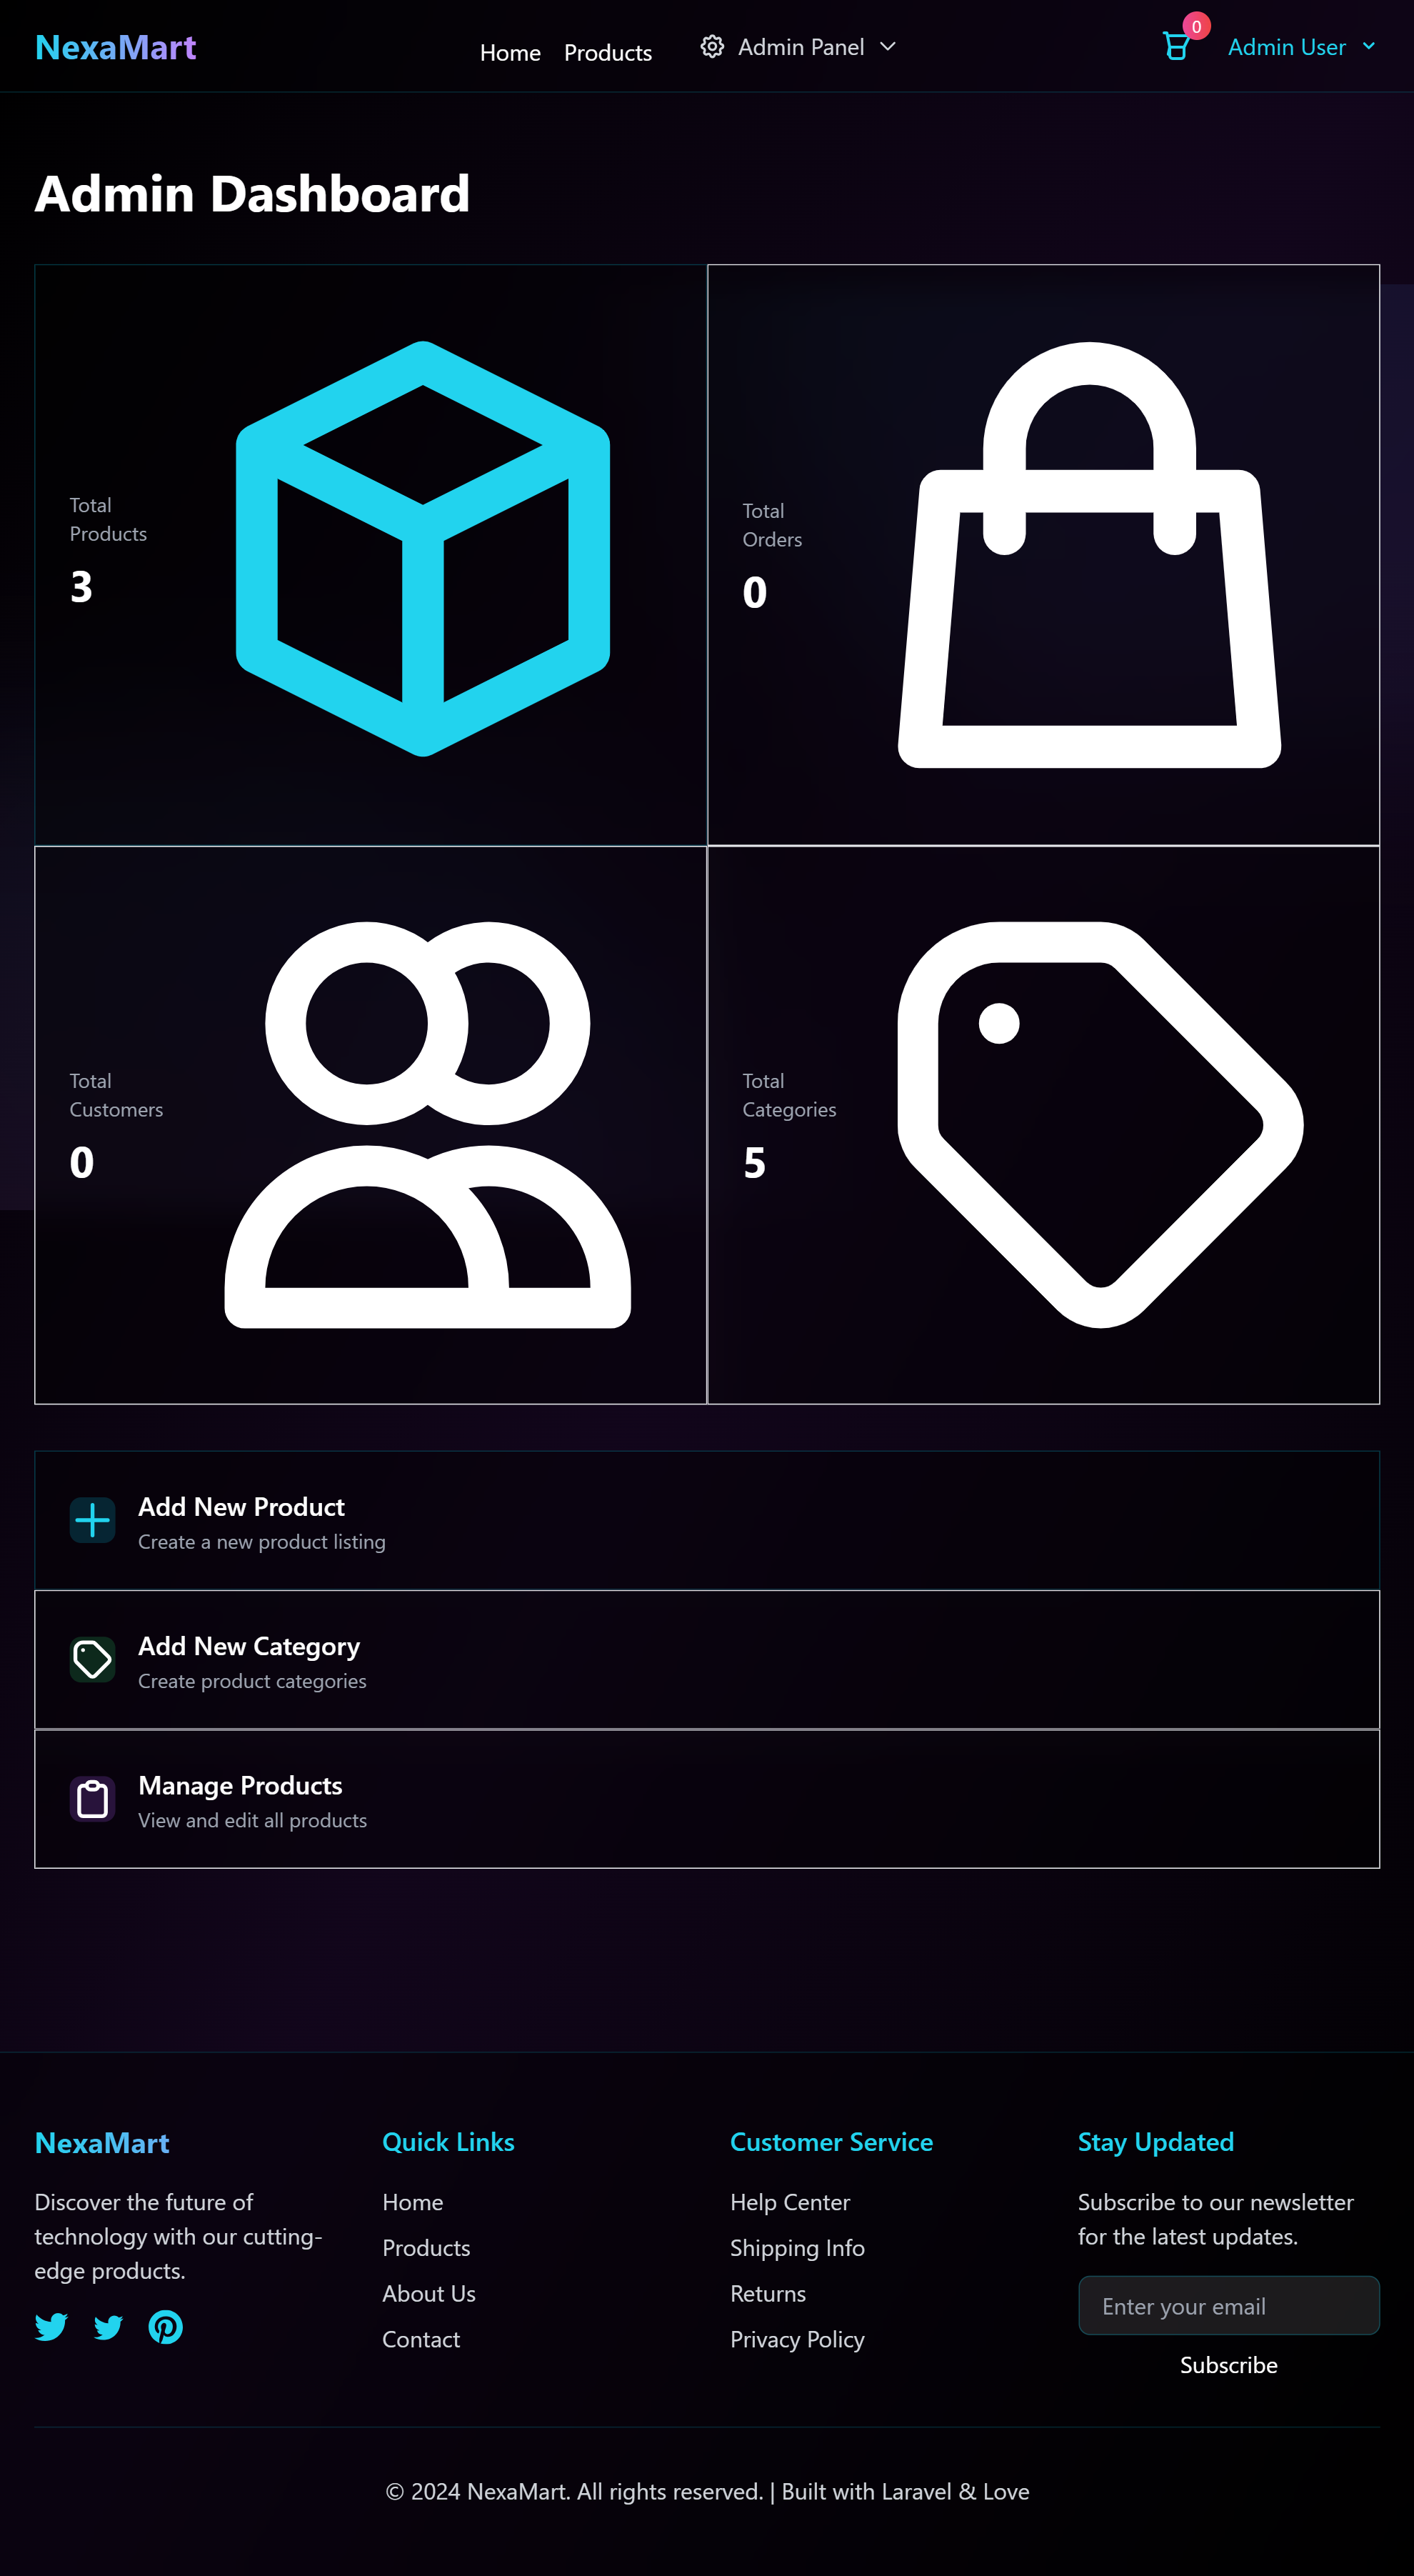 NexaMart
Home Products Admin Panel 0 Admin User
Admin Dashboard
Total
Products
3
Total
Orders
0
Total
Customers
0
Total
Categories
5
Add New Product
Create a new product listing
Add New Category
Create product categories
Manage Products
View and edit all products
NexaMart
Discover the future of
technology with our cutting-
edge products.
Quick Links
Home
Products
About Us
Contact
Customer Service
Help Center
Shipping Info
Returns
Privacy Policy
Stay Updated
Subscribe to our newsletter
for the latest updates.
Enter your email
Subscribe
© 2024 NexaMart. All rights reserved. | Built with Laravel & Love